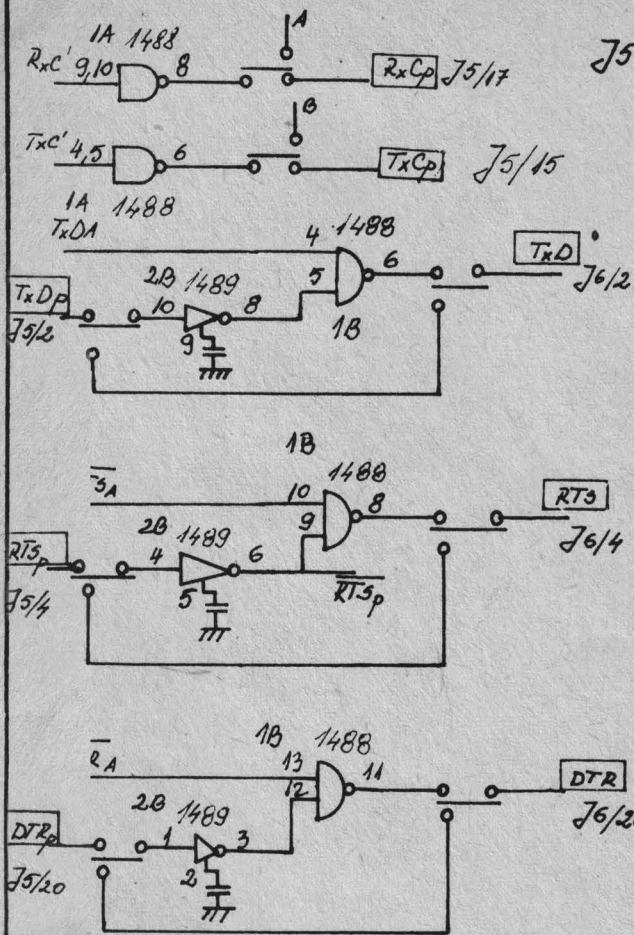 A
1A 1488
J5
RxC' 9,10
8
RxCp J5/17
B
TxC' 4,5
6
TxCp J5/15
1A 1488
TxDA
4 1488
TxD
TxDp
2B 1489
5
6
J6/2
10
8
1B
J5/2
9
1B
1488
10
8
RTS
2B 1489
9
RTSp
4
6
J6/4
RTSp
J5/4
5
1B 1488
13
11
DTR
12
2B 1489
J6/2
DTRp
1
3
J5/20
2